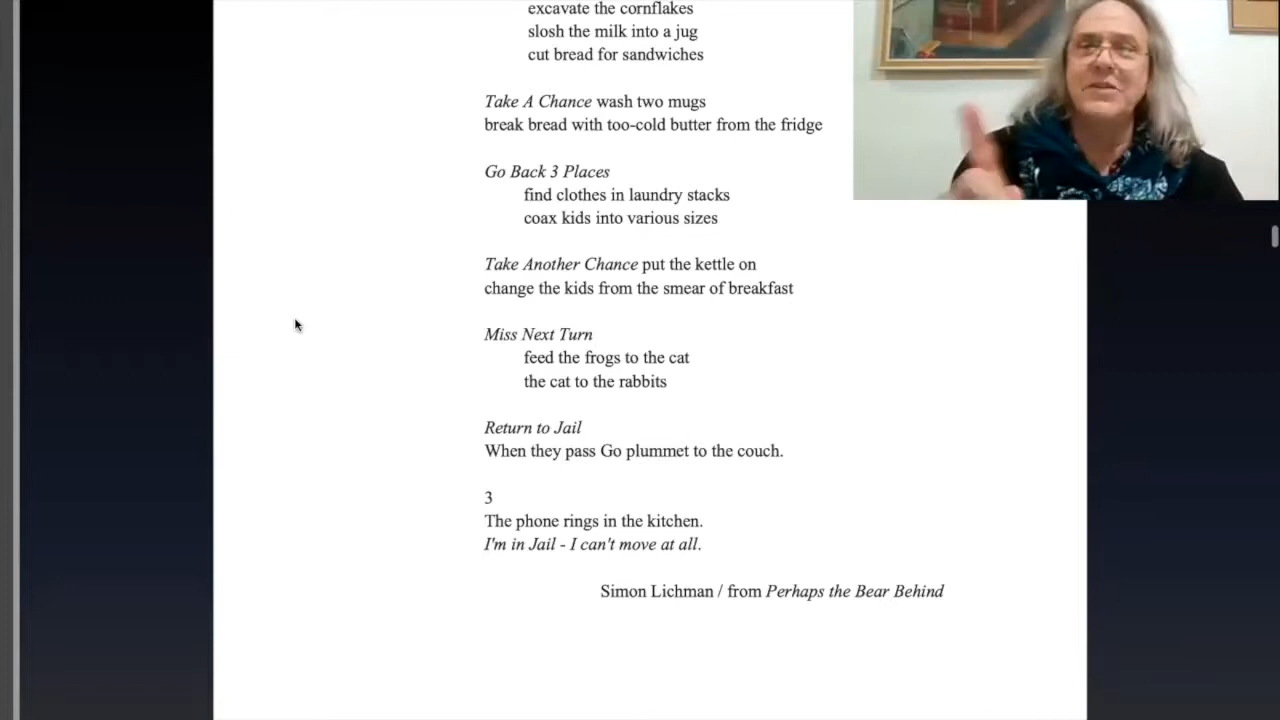 excavate the cornflakes
slosh the milk into a jug
cut bread for sandwiches
Take A Chance wash two mugs
break bread with too-cold butter from the fridge
Go Back 3 Places
find clothes in laundry stacks
coax kids into various sizes
Take Another Chance put the kettle on
change the kids from the smear of breakfast
Miss Next Turn
feed the frogs to the cat
the cat to the rabbits
Return to Jail
When they pass Go plummet to the couch.
3
The phone rings in the kitchen.
I'm in Jail - I can't move at all.
Simon Lichman / from Perhaps the Bear Behind